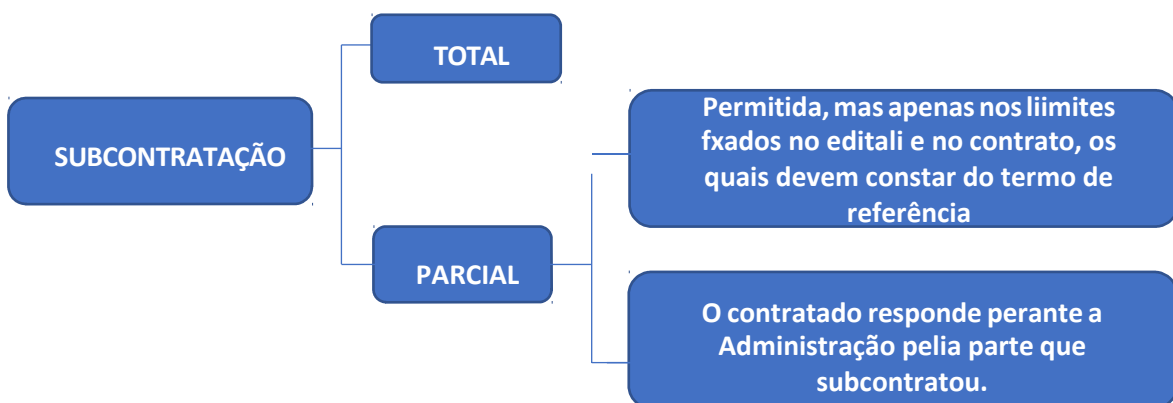 TOTAL
SUBCONTRATAÇÃO
PARCIAL
Permitida, mas apenas nos liimites
fxados no editali e no contrato, os
quais devem constar do termo de
referência
O contratado responde perante a
Administração pelia parte que
subcontratou.